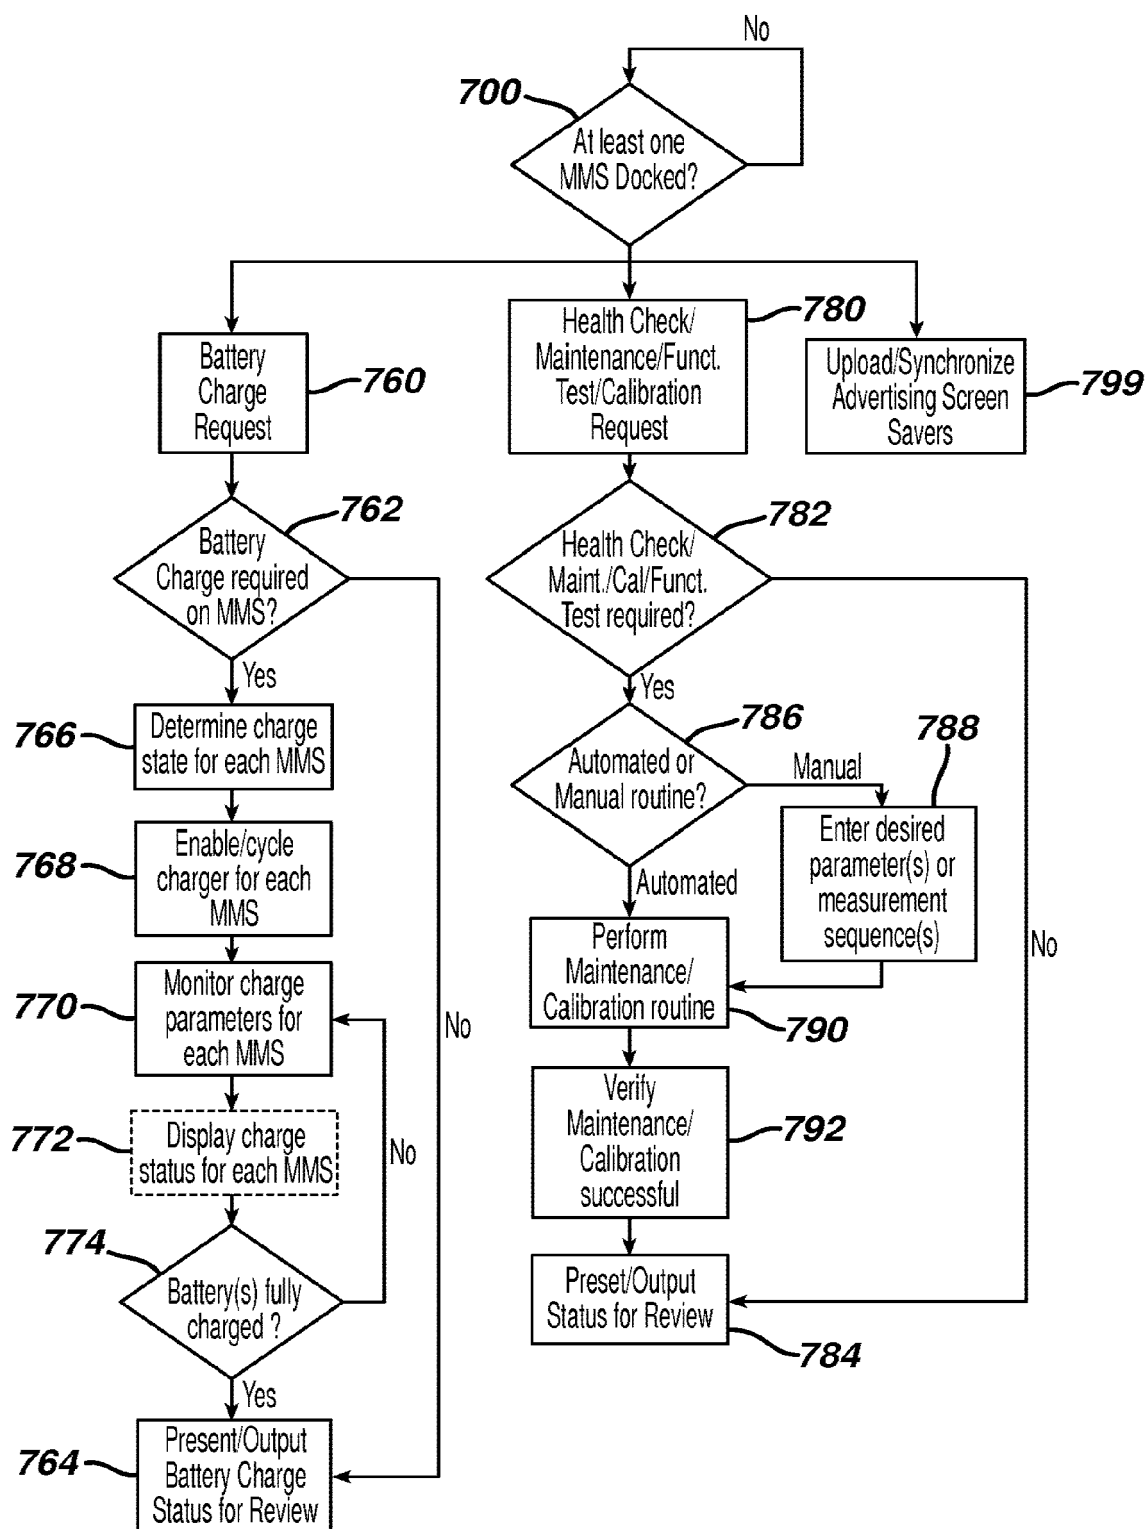 No
700
At least one
MMS Docked?
Battery
Charge
Request
760
Health Check/
Maintenance/Funct.
Test/Calibration
Request
780
Upload/Synchronize
Advertising Screen
Savers
799
762
Battery
Charge required
on MMS?
Yes
782
Health Check/
Maint./Cal/Funct.
Test required?
Yes
766
Determine charge
state for each MMS
786
Automated or
Manual routine?
Manual
788
Enter desired
parameter(s) or
measurement
sequence(s)
768
Enable/cycle
charger for each
MMS
Automated
Perform
Maintenance/
Calibration routine
790
No
770
Monitor charge
parameters for
each MMS
No
Verify
Maintenance/
Calibration
successful
792
772
Display charge
status for each MMS
No
774
Battery(s) fully
charged ?
Yes
Preset/Output
Status for Review
784
764
Present/Output
Battery Charge
Status for Review